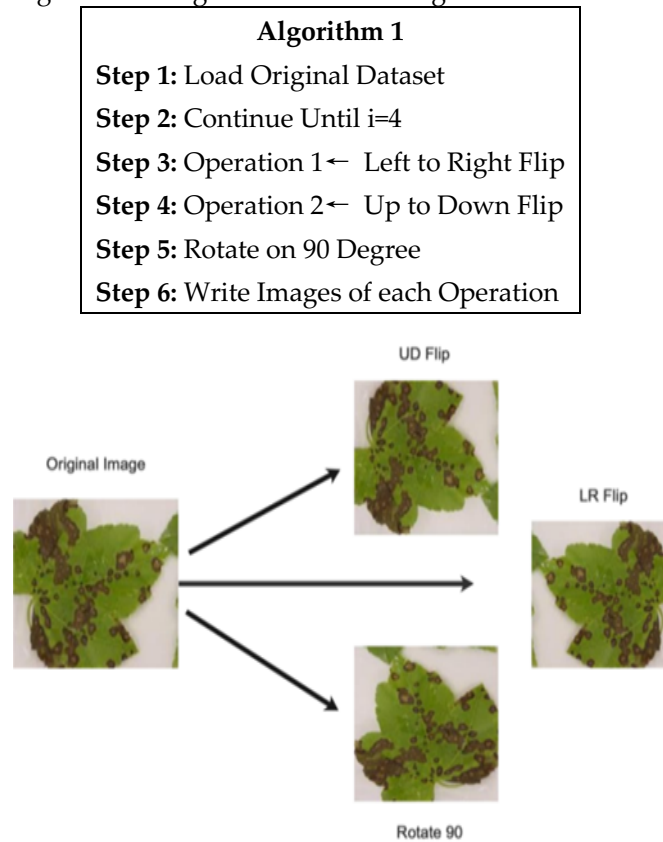 Algorithm 1
Step 1: Load Original Dataset
Step 2: Continue Until i=4
Step 3: Operation 1← Left to Right Flip
Step 4: Operation 2← Up to Down Flip
Step 5: Rotate on 90 Degree
Step 6: Write Images of each Operation
UD Flip
Original Image
LR Flip
Rotate 90